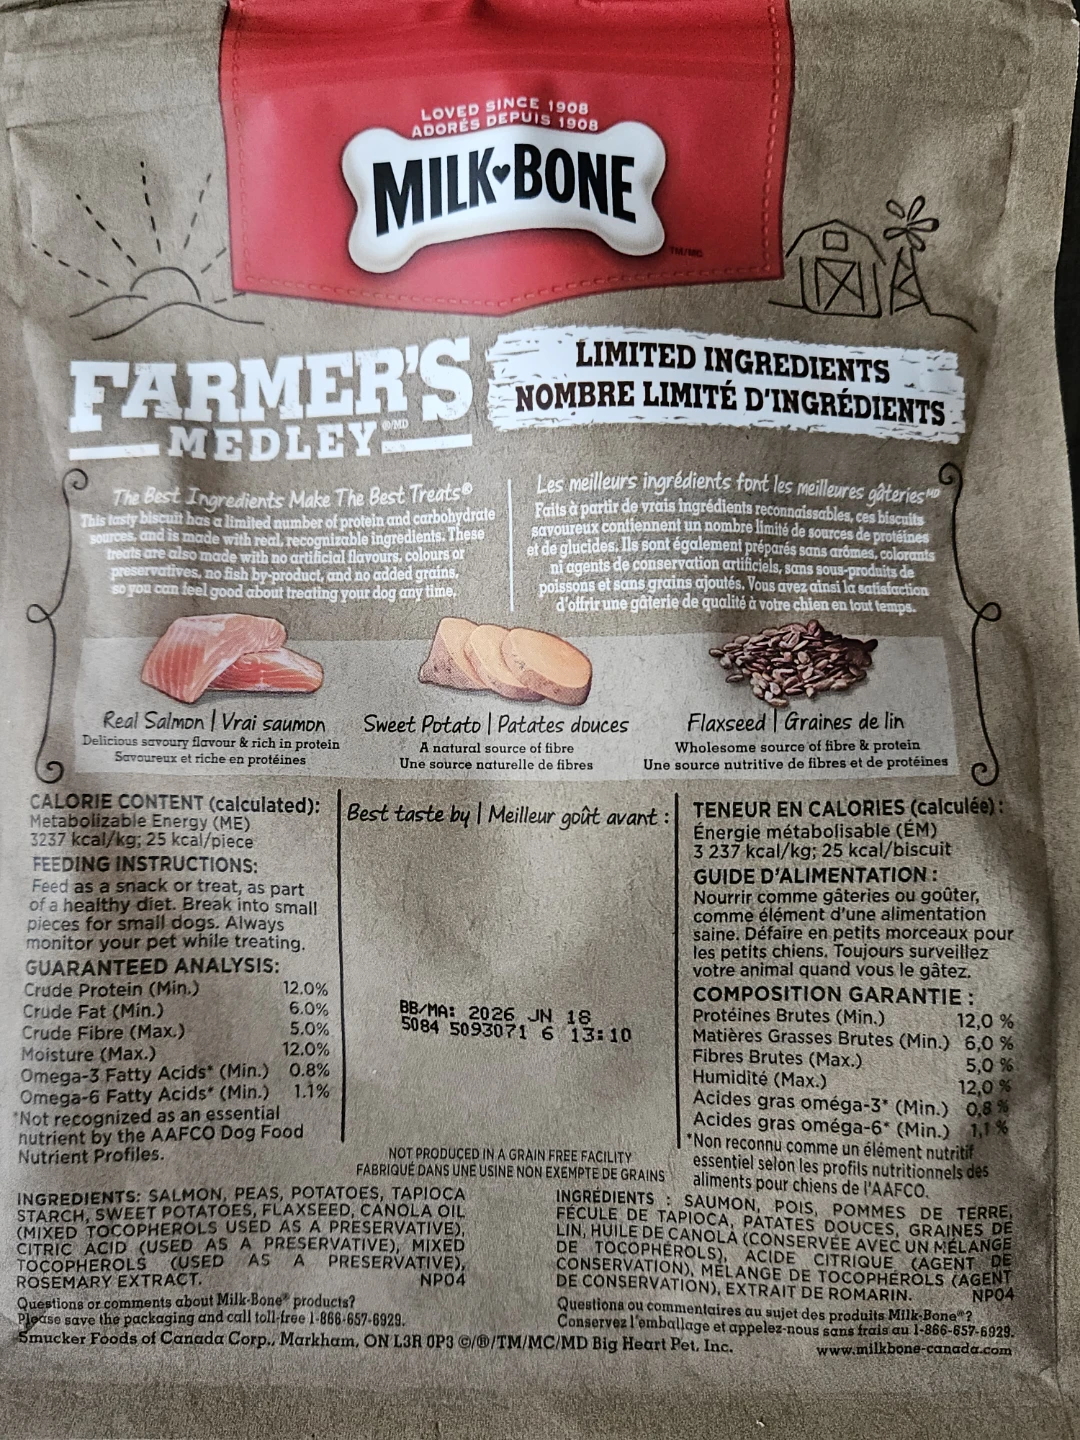 LOVED SINCE 1908
ADORÉS DEPUIS 1908
MILK BONE
TM/MC
FARMER'S
MEDLEY®/MD
LIMITED INGREDIENTS
NOMBRE LIMITÉ D'INGRÉDIENTS
The Best Ingredients Make The Best Treats®
This tasty biscuit has a limited number of protein and carbohydrate
sources, and is made with real, recognizable ingredients. These
treats are also made with no artificial flavours, colours or
preservatives, no fish by-product, and no added grains,
so you can feel good about treating your dog any time.
Les meilleurs ingrédients font les meilleures gâteries MD
Faits à partir de vrais ingrédients reconnaissables, ces biscuits
savoureux contiennent un nombre limité de sources de protéines
et de glucides. Ils sont également préparés sans arômes, colorants
ni agents de conservation artificiels, sans sous-produits de
poissons et sans grains ajoutés. Vous avez ainsi la satisfaction
d'offrir une gâterie de qualité à votre chien en tout temps.
Real Salmon | Vrai saumon
Delicious savoury flavour & rich in protein
Savoureux et riche en protéines
Sweet Potato | Patates douces
A natural source of fibre
Une source naturelle de fibres
Flaxseed | Graines de lin
Wholesome source of fibre & protein
Une source nutritive de fibres et de protéines
CALORIE CONTENT (calculated):
Metabolizable Energy (ME)
3237 kcal/kg; 25 kcal/piece
FEEDING INSTRUCTIONS:
Feed as a snack or treat, as part
of a healthy diet. Break into small
pieces for small dogs. Always
monitor your pet while treating.
GUARANTEED ANALYSIS:
Crude Protein (Min.) 12.0%
Crude Fat (Min.) 6.0%
Crude Fibre (Max.) 5.0%
Moisture (Max.) 12.0%
Omega-3 Fatty Acids* (Min.) 0.8%
Omega-6 Fatty Acids* (Min.) 1.1%
*Not recognized as an essential
nutrient by the AAFCO Dog Food
Nutrient Profiles.
Best taste by | Meilleur goût avant :
BB/MA: 2026 JN 18
5084 5093071 6 13:10
NOT PRODUCED IN A GRAIN FREE FACILITY
FABRIQUÉ DANS UNE USINE NON EXEMPTE DE GRAINS
TENEUR EN CALORIES (calculée) :
Énergie métabolisable (ÉM)
3 237 kcal/kg; 25 kcal/biscuit
GUIDE D'ALIMENTATION :
Nourrir comme gâteries ou goûter,
comme élément d'une alimentation
saine. Défaire en petits morceaux pour
les petits chiens. Toujours surveillez
votre animal quand vous le gâtez.
COMPOSITION GARANTIE :
Protéines Brutes (Min.) 12,0 %
Matières Grasses Brutes (Min.) 6,0 %
Fibres Brutes (Max.) 5,0 %
Humidité (Max.) 12,0 %
Acides gras oméga-3* (Min.) 0,8 %
Acides gras oméga-6* (Min.) 1,1 %
*Non reconnu comme un élément nutritif
essentiel selon les profils nutritionnels des
aliments pour chiens de l'AAFCO.
INGREDIENTS: SALMON, PEAS, POTATOES, TAPIOCA
STARCH, SWEET POTATOES, FLAXSEED, CANOLA OIL
(MIXED TOCOPHEROLS USED AS A PRESERVATIVE),
CITRIC ACID (USED AS A PRESERVATIVE), MIXED
TOCOPHEROLS (USED AS A PRESERVATIVE),
ROSEMARY EXTRACT. NP04
INGRÉDIENTS : SAUMON, POIS, POMMES DE TERRE,
FÉCULE DE TAPIOCA, PATATES DOUCES, GRAINES DE
LIN, HUILE DE CANOLA (CONSERVÉE AVEC UN MÉLANGE
DE TOCOPHÉROLS), ACIDE CITRIQUE (AGENT DE
CONSERVATION), MÉLANGE DE TOCOPHÉROLS (AGENT
DE CONSERVATION), EXTRAIT DE ROMARIN. NP04
Questions or comments about Milk-Bone® products?
Please save the packaging and call toll-free 1-866-657-6929.
Questions ou commentaires au sujet des produits Milk-Bone®?
Conservez l'emballage et appelez-nous sans frais au 1-866-657-6929.
Smucker Foods of Canada Corp., Markham, ON L3R 0P3 ©/®/TM/MC/MD Big Heart Pet, Inc.
www.milkbone-canada.com